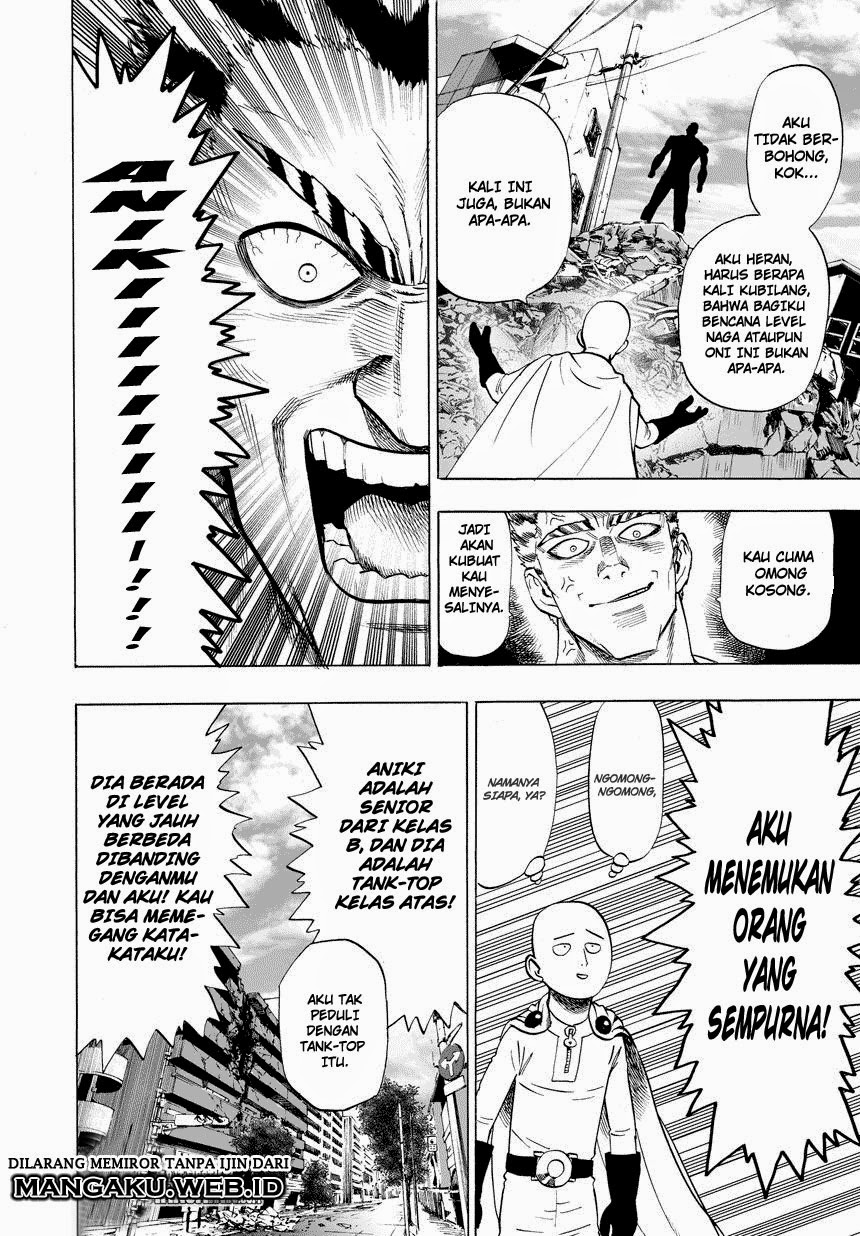 AKU
TIDAK BER-
BOHONG,
KOK...
KALI INI
JUGA, BUKAN
APA-APA.
AKU HERAN,
HARUS BERAPA
KALI KUBILANG,
BAHWA BAGIKU
BENCANA LEVEL
NAGA ATAUPUN
ONI INI BUKAN
APA-APA.
KAU CUMA
OMONG
KOSONG.
JADI
AKAN
KUBUAT
KAU
MENYE-
SALINYA.
ANIKIIIIIIIIIII!!!!
AKU
MENEMUKAN
ORANG
YANG
SEMPURNA!
NGOMONG-
NGOMONG,
NAMANYA
SIAPA, YA?
ANIKI
ADALAH
SENIOR
DARI KELAS
B, DAN DIA
ADALAH
TANK-TOP
KELAS ATAS!
DIA BERADA
DI LEVEL
YANG JAUH
BERBEDA
DIBANDING
DENGANMU
DAN AKU! KAU
BISA MEME-
GANG KATA-
KATAKU!
AKU TAK
PEDULI
DENGAN
TANK-TOP
ITU.
DILARANG MEMIROR TANPA IJIN DARI
MANGAKU.WEB.ID